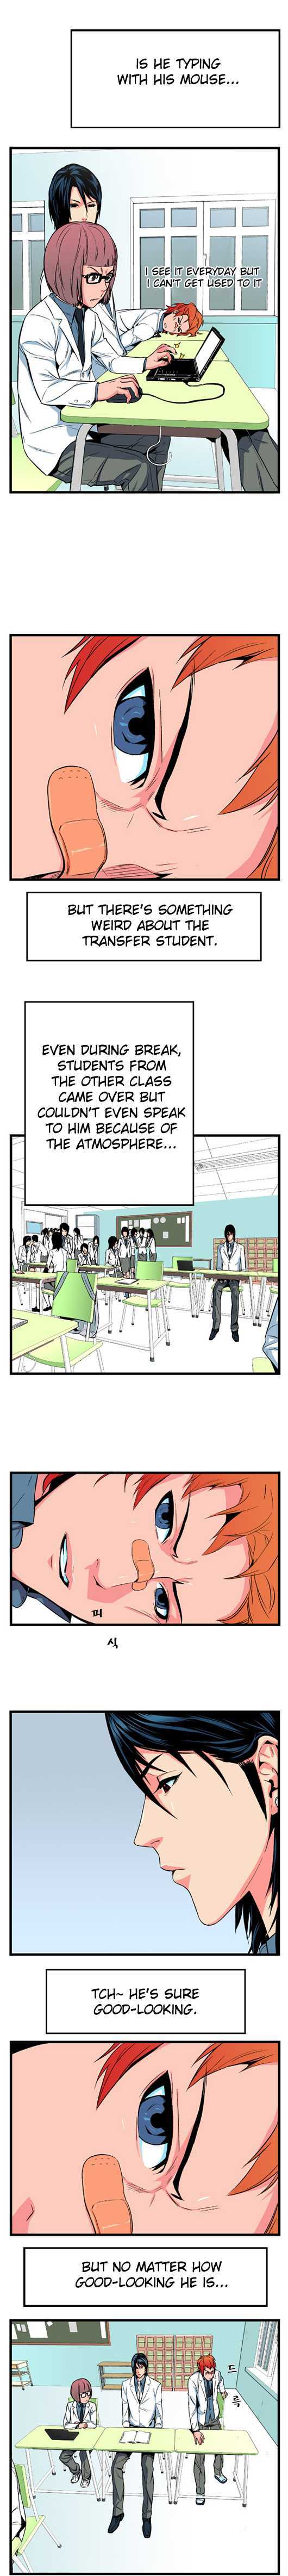 IS HE TYPING
WITH HIS MOUSE...
I SEE IT EVERYDAY BUT
I CAN'T GET USED TO IT
BUT THERE'S SOMETHING
WEIRD ABOUT THE
TRANSFER STUDENT.
EVEN DURING BREAK,
STUDENTS FROM
THE OTHER CLASS
CAME OVER BUT
COULDN'T EVEN SPEAK
TO HIM BECAUSE OF
THE ATMOSPHERE...
피
식
TCH~ HE'S SURE
GOOD-LOOKING.
BUT NO MATTER HOW
GOOD-LOOKING HE IS...
드
륵